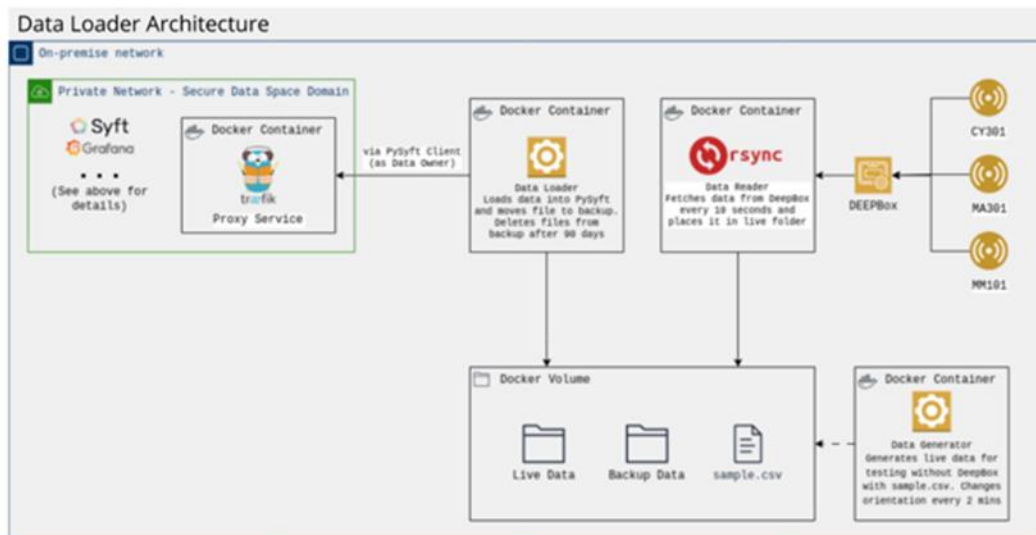 Data Loader Architecture
On-premise network
Private Network - Secure Data Space Domain
Syft
Grafana
...
(See above for
details)
Docker Container
træfik
Proxy Service
via PySyft Client
(as Data Owner)
Docker Container
Data Loader
Loads data into PySyft
and moves file to backup.
Deletes files from
backup after 90 days
Docker Container
rsync
Data Reader
Fetches data from DeepBox
every 10 seconds and
places it in live folder
DEEPBox
CY301
MA301
MM101
Docker Volume
Live Data
Backup Data
sample.csv
Docker Container
Data Generator
Generates live data for
testing without DeepBox
with sample.csv. Changes
orientation every 2 mins